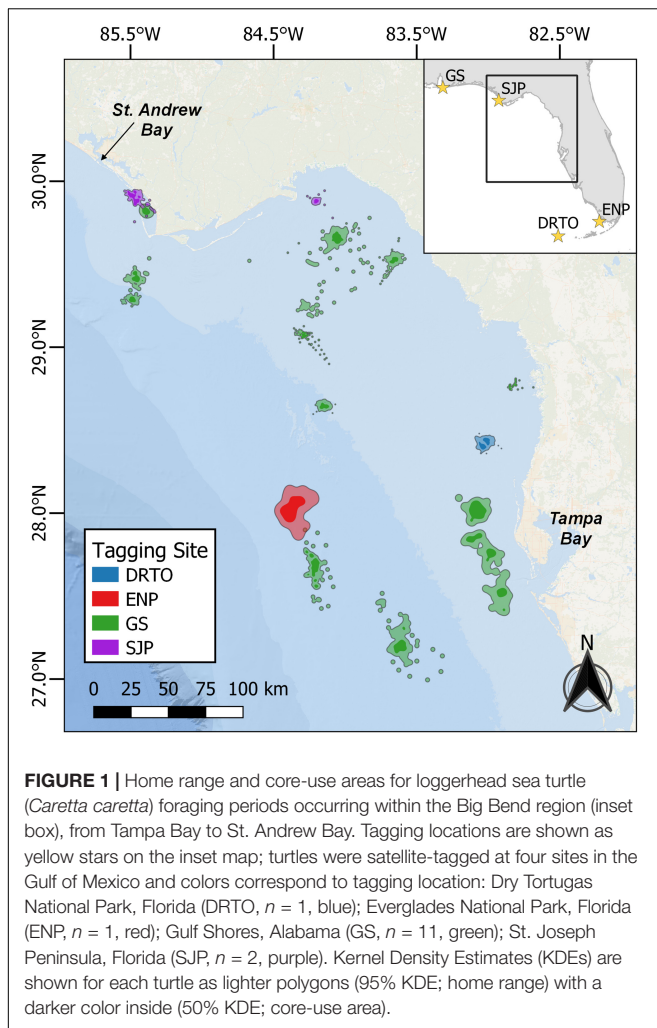 85.5°W 84.5°W 83.5°W 82.5°W
St. Andrew
Bay
GS
SJP
ENP
DRTO
30.0°N
29.0°N
28.0°N
27.0°N
Tampa
Bay
Tagging Site
DRTO
ENP
GS
SJP
N
0 25 50 75 100 km
FIGURE 1 | Home range and core-use areas for loggerhead sea turtle
(Caretta caretta) foraging periods occurring within the Big Bend region (inset
box), from Tampa Bay to St. Andrew Bay. Tagging locations are shown as
yellow stars on the inset map; turtles were satellite-tagged at four sites in the
Gulf of Mexico and colors correspond to tagging location: Dry Tortugas
National Park, Florida (DRTO, n = 1, blue); Everglades National Park, Florida
(ENP, n = 1, red); Gulf Shores, Alabama (GS, n = 11, green); St. Joseph
Peninsula, Florida (SJP, n = 2, purple). Kernel Density Estimates (KDEs) are
shown for each turtle as lighter polygons (95% KDE; home range) with a
darker color inside (50% KDE; core-use area).